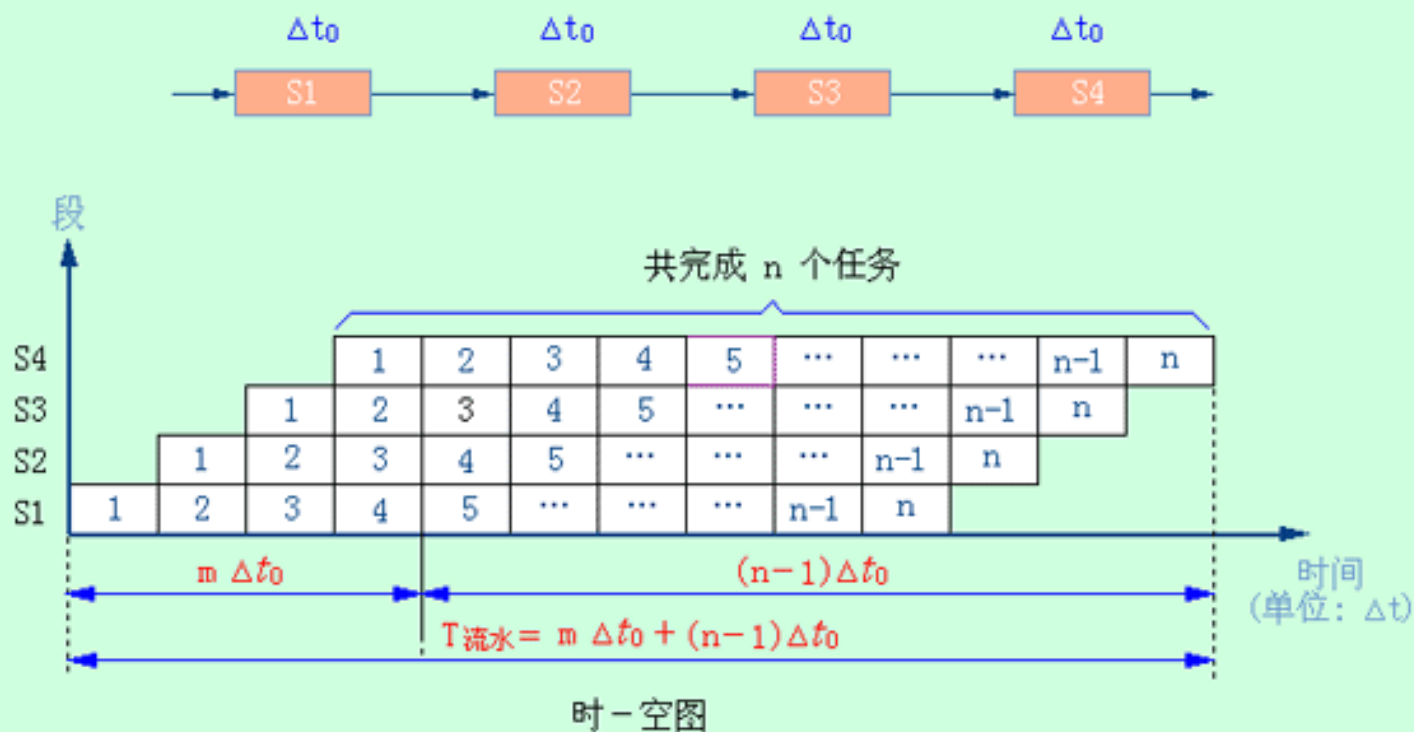 Δt₀ Δt₀ Δt₀ Δt₀
S1 S2 S3 S4
段
共完成 n 个任务
S4 1 2 3 4 5 … … … n-1 n
S3 1 2 3 4 5 … … … n-1 n
S2 1 2 3 4 5 … … … n-1 n
S1 1 2 3 4 5 … … … n-1 n
m Δt₀ (n-1)Δt₀ 时间
(单位: Δt)
T流水= m Δt₀ + (n-1)Δt₀
时-空图